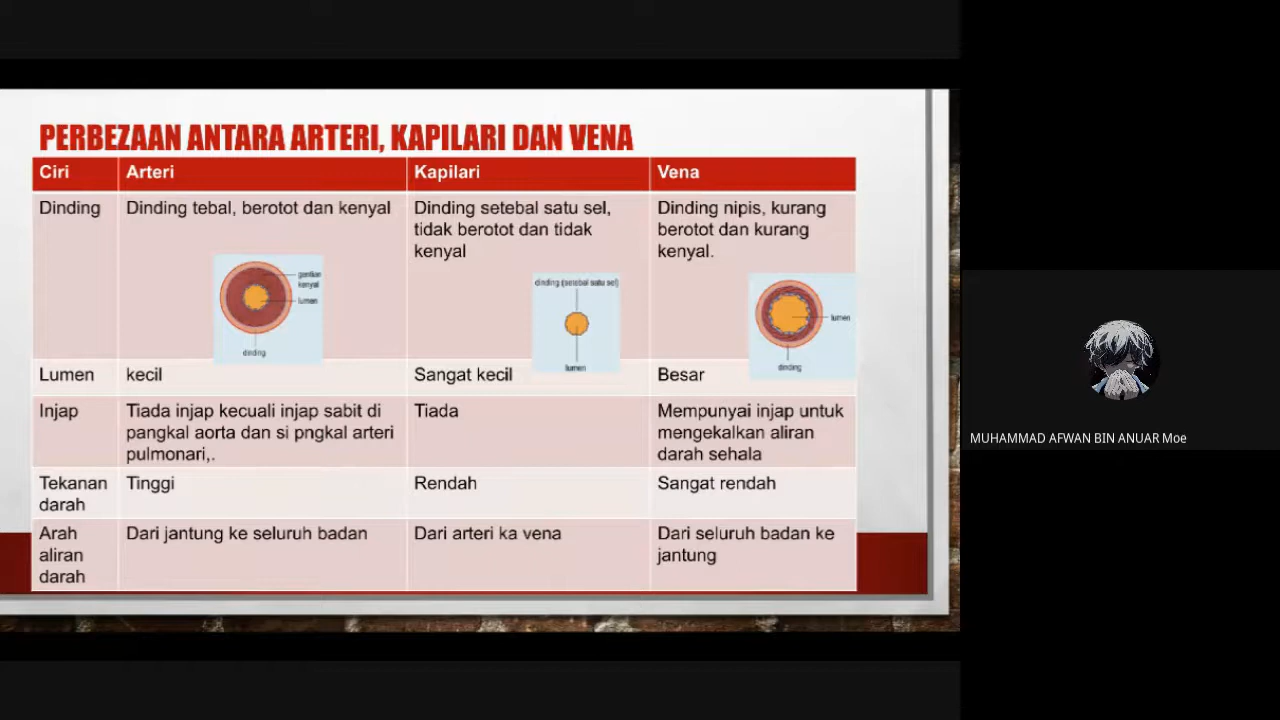 PERBEZAAN ANTARA ARTERI, KAPILARI DAN VENA
Ciri
Arteri
Kapilari
Vena
Dinding
Dinding tebal, berotot dan kenyal
gentian
kenyal
lumen
dinding
Dinding setebal satu sel,
tidak berotot dan tidak
kenyal
dinding (setebal satu sel)
lumen
Dinding nipis, kurang
berotot dan kurang
kenyal.
lumen
dinding
Lumen
kecil
Sangat kecil
Besar
Injap
Tiada injap kecuali injap sabit di
pangkal aorta dan si pngkal arteri
pulmonari,.
Tiada
Mempunyai injap untuk
mengekalkan aliran
darah sehala
Tekanan
darah
Tinggi
Rendah
Sangat rendah
Arah
aliran
darah
Dari jantung ke seluruh badan
Dari arteri ka vena
Dari seluruh badan ke
jantung
MUHAMMAD AFWAN BIN ANUAR Moe